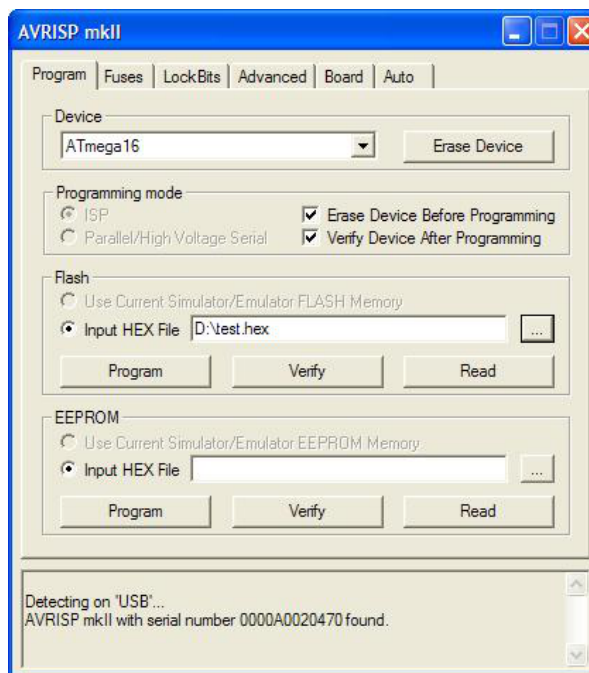 AVRISP mkII
Program Fuses LockBits Advanced Board Auto
Device
ATmega16 Erase Device
Programming mode
ISP Erase Device Before Programming
Parallel/High Voltage Serial Verify Device After Programming
Flash
Use Current Simulator/Emulator FLASH Memory
Input HEX File D:\test.hex ...
Program Verify Read
EEPROM
Use Current Simulator/Emulator EEPROM Memory
Input HEX File ...
Program Verify Read
Detecting on 'USB'...
AVRISP mkII with serial number 0000A0020470 found.